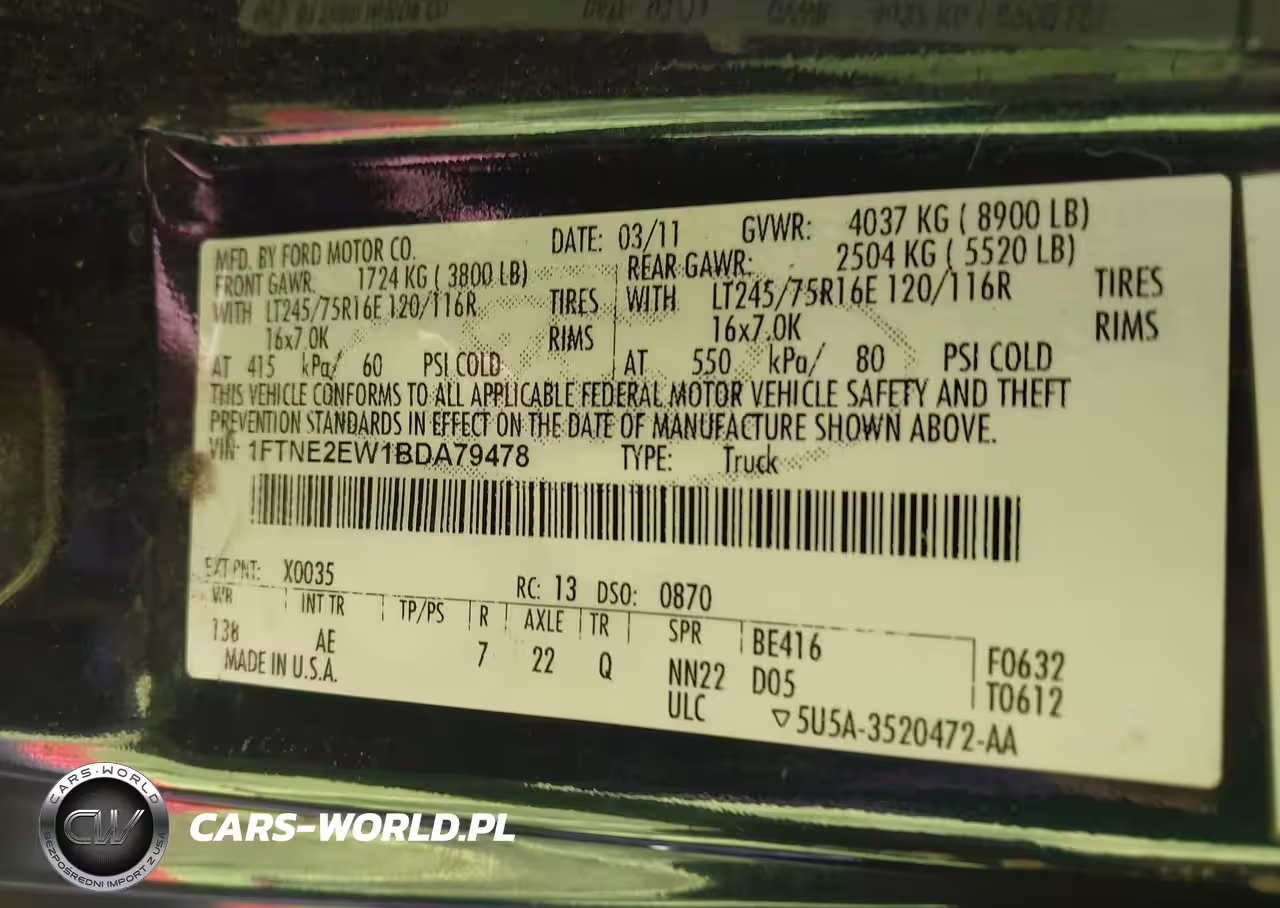 MFD. BY FORD MOTOR CO. DATE: 03/11 GVWR: 4037 KG ( 8900 LB)
FRONT GAWR: 1724 KG ( 3800 LB) REAR GAWR: 2504 KG ( 5520 LB)
WITH LT245/75R16E 120/116R TIRES WITH LT245/75R16E 120/116R TIRES
16x7.0K RIMS 16x7.0K RIMS
AT 415 kPa/ 60 PSI COLD AT 550 kPa/ 80 PSI COLD
THIS VEHICLE CONFORMS TO ALL APPLICABLE FEDERAL MOTOR VEHICLE SAFETY AND THEFT
PREVENTION STANDARDS IN EFFECT ON THE DATE OF MANUFACTURE SHOWN ABOVE.
VIN: 1FTNE2EW1BDA79478 TYPE: Truck
EXT PNT: X0035 RC: 13 DSO: 0870
WB INT TR TP/PS R AXLE TR SPR BE416 F0632
138 AE 7 22 Q NN22 D05 T0612
MADE IN U.S.A. ULC ▽5U5A-3520472-AA
CARS-WORLD
CW
BEZPOŚREDNI IMPORT Z USA
CARS-WORLD.PL